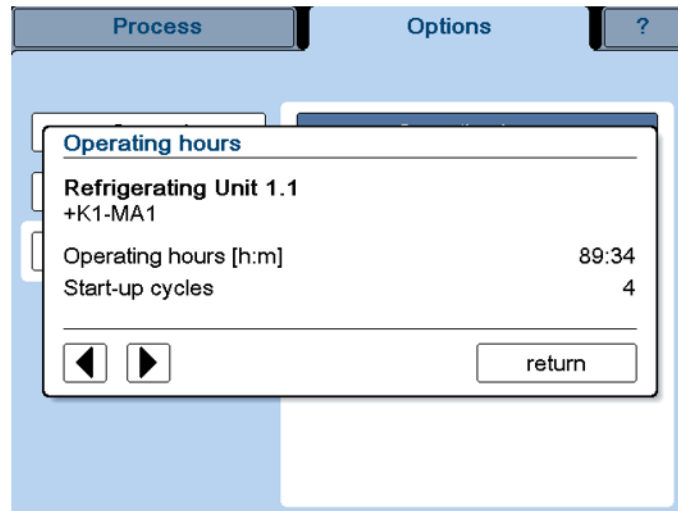 Process
Options
?
Operating hours
Refrigerating Unit 1.1
+K1-MA1
Operating hours [h:m] 89:34
Start-up cycles 4
return